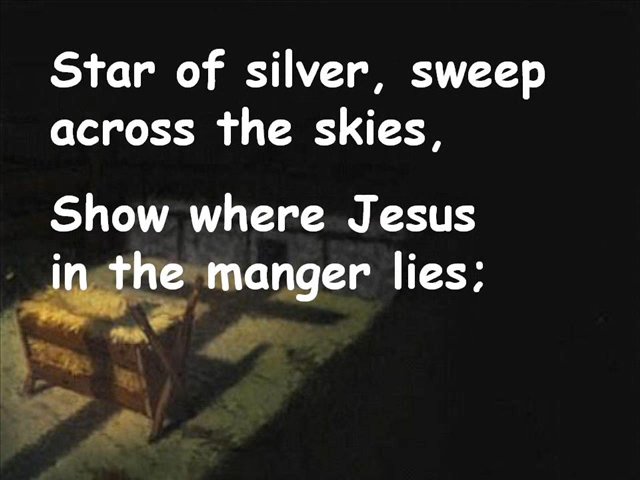 Star of silver, sweep
across the skies,
Show where Jesus
in the manger lies;